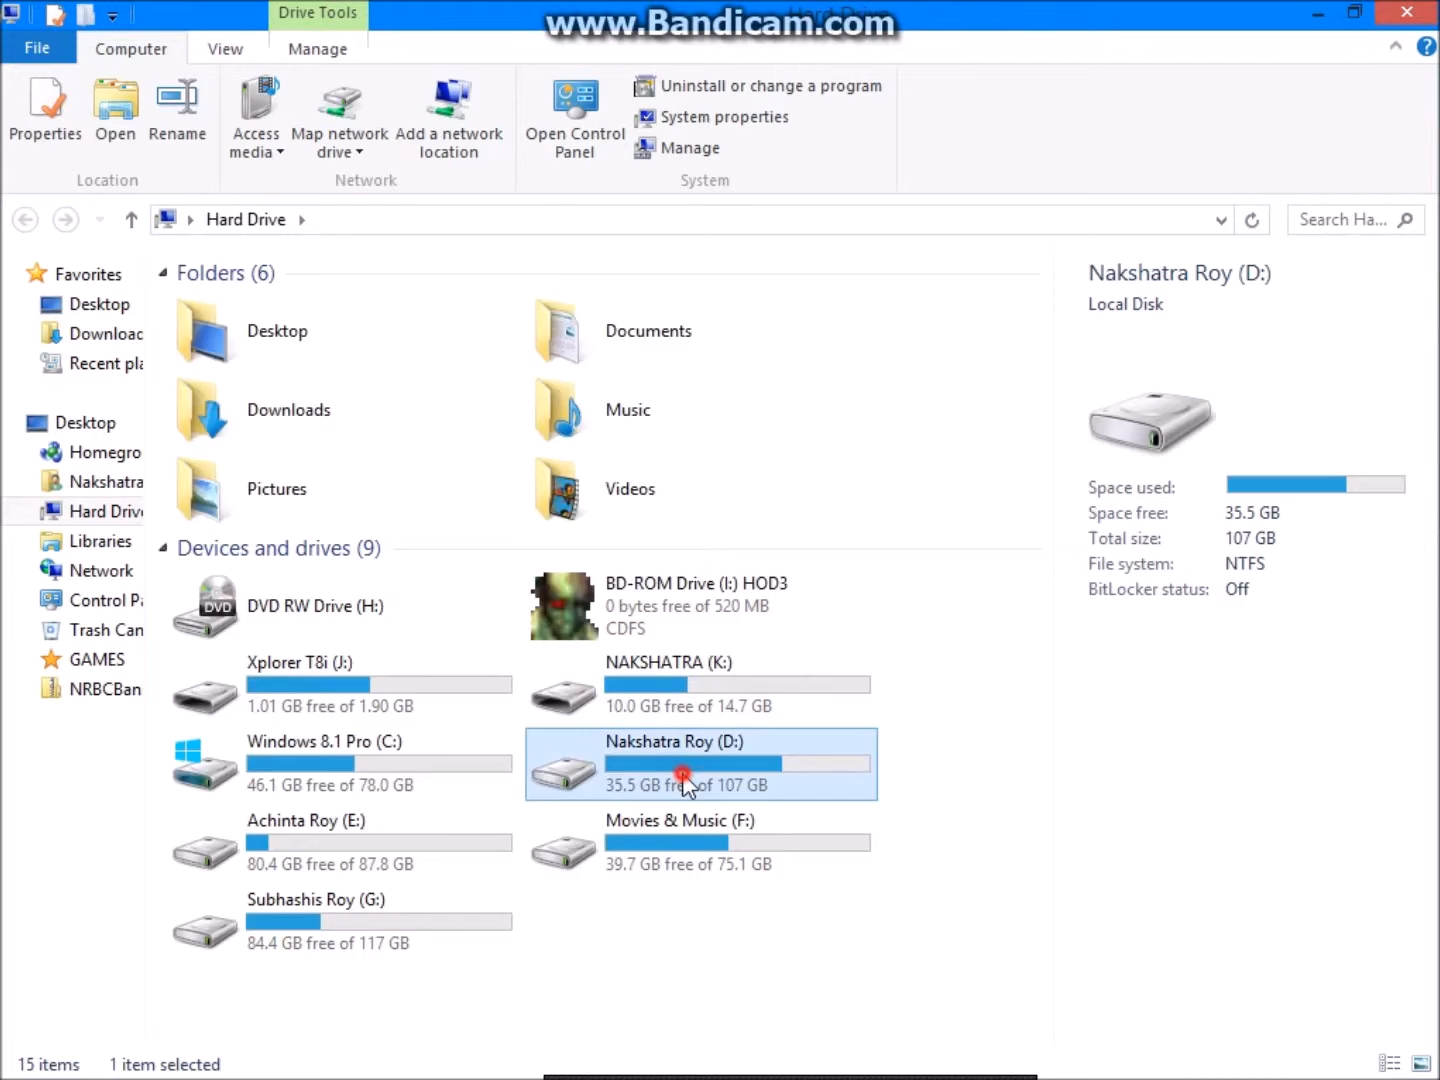 Drive Tools
www.Bandicam.com
File
Computer
View
Manage
Properties
Open
Rename
Access media
Map network drive
Add a network location
Open Control Panel
Uninstall or change a program
System properties
Manage
Location
Network
System
Hard Drive
Search Ha...
Favorites
Desktop
Downloac
Recent pla
Desktop
Homegro
Nakshatra
Hard Drive
Libraries
Network
Control Pa
Trash Can
GAMES
NRBCBan
Folders (6)
Desktop
Documents
Downloads
Music
Pictures
Videos
Devices and drives (9)
DVD
DVD RW Drive (H:)
BD-ROM Drive (I:) HOD3
0 bytes free of 520 MB
CDFS
Xplorer T8i (J:)
1.01 GB free of 1.90 GB
NAKSHATRA (K:)
10.0 GB free of 14.7 GB
Windows 8.1 Pro (C:)
46.1 GB free of 78.0 GB
Nakshatra Roy (D:)
35.5 GB free of 107 GB
Achinta Roy (E:)
80.4 GB free of 87.8 GB
Movies & Music (F:)
39.7 GB free of 75.1 GB
Subhashis Roy (G:)
84.4 GB free of 117 GB
Nakshatra Roy (D:)
Local Disk
Space used:
Space free: 35.5 GB
Total size: 107 GB
File system: NTFS
BitLocker status: Off
15 items
1 item selected